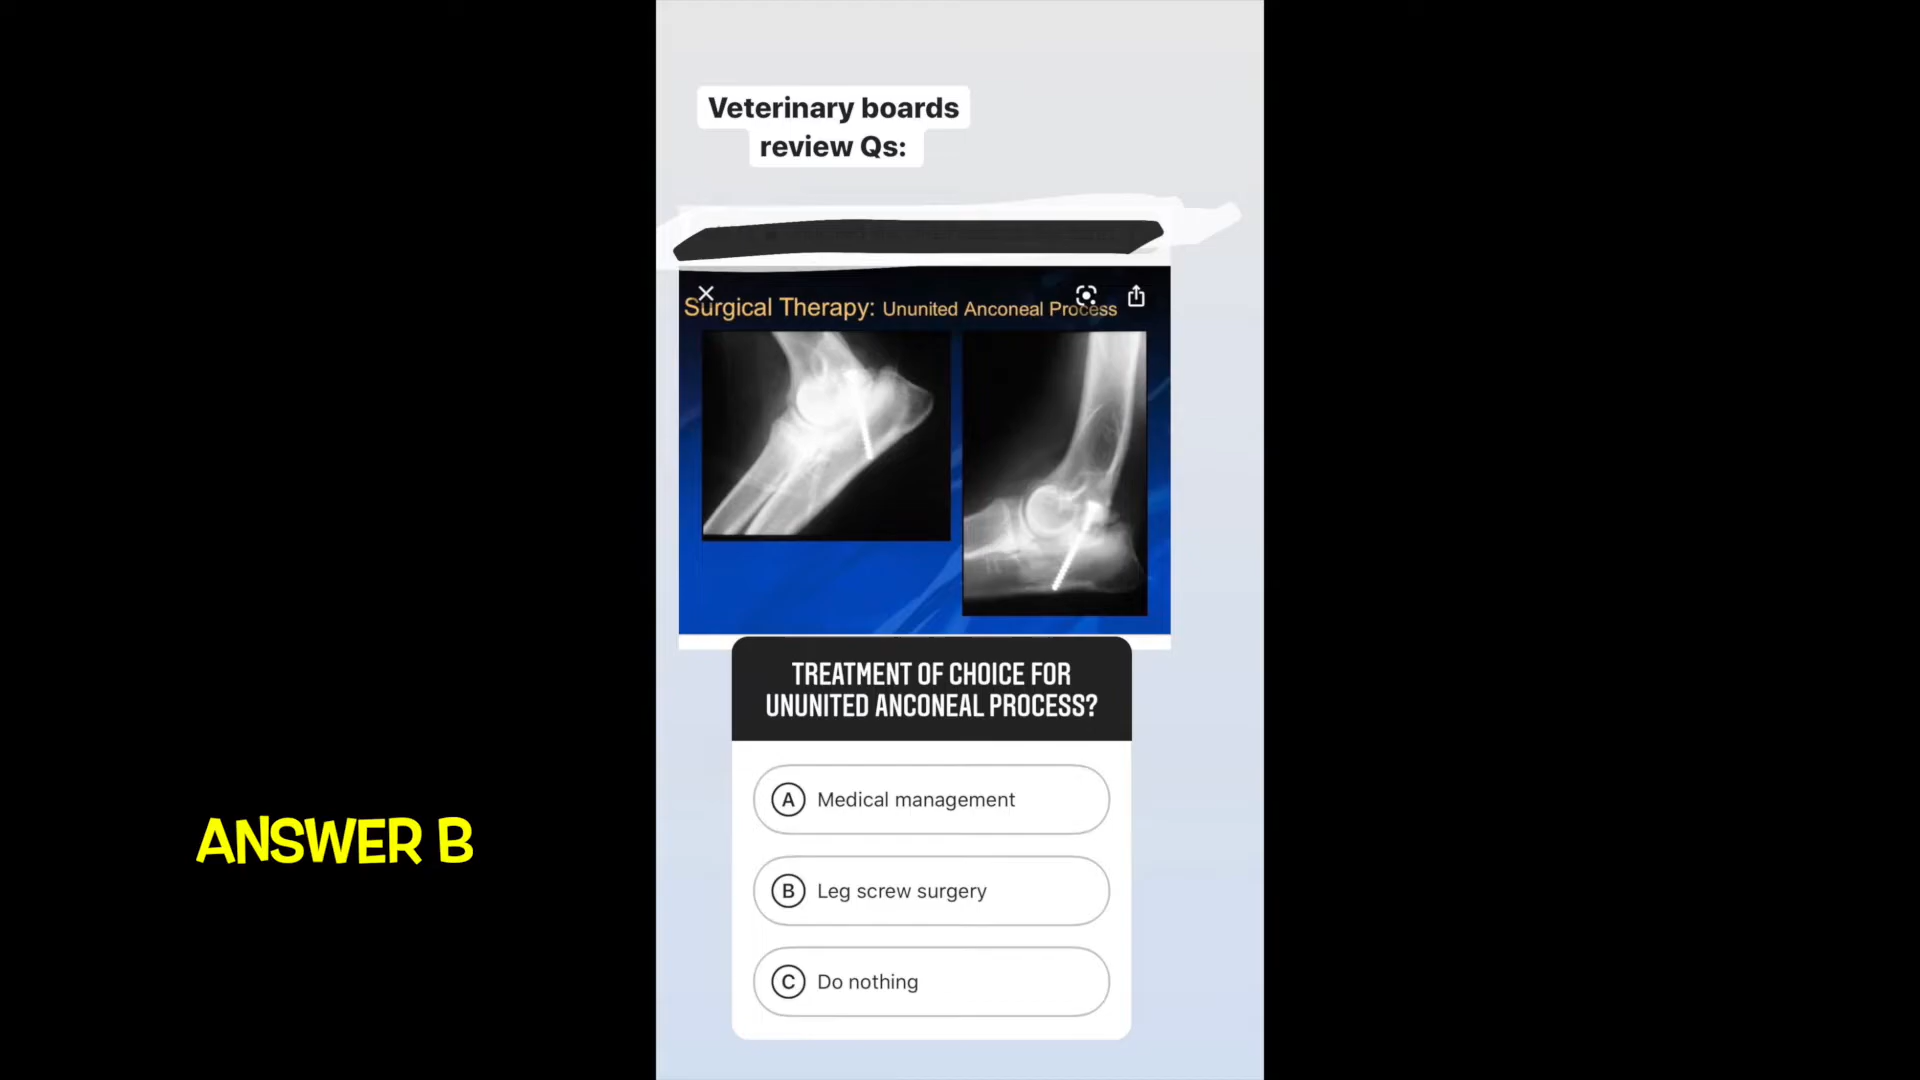 Veterinary boards
review Qs:
Surgical Therapy: Ununited Anconeal Process
TREATMENT OF CHOICE FOR
UNUNITED ANCONEAL PROCESS?
A Medical management
B Leg screw surgery
C Do nothing
ANSWER B